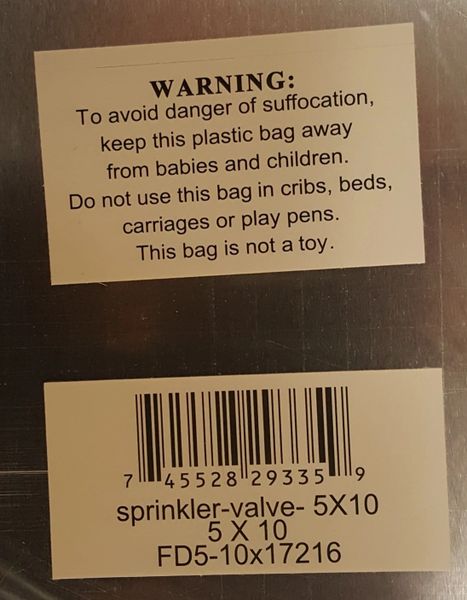 WARNING:
To avoid danger of suffocation,
keep this plastic bag away
from babies and children.
Do not use this bag in cribs, beds,
carriages or play pens.
This bag is not a toy.
7 45528 29335 9
sprinkler-valve- 5X10
5 X 10
FD5-10x17216